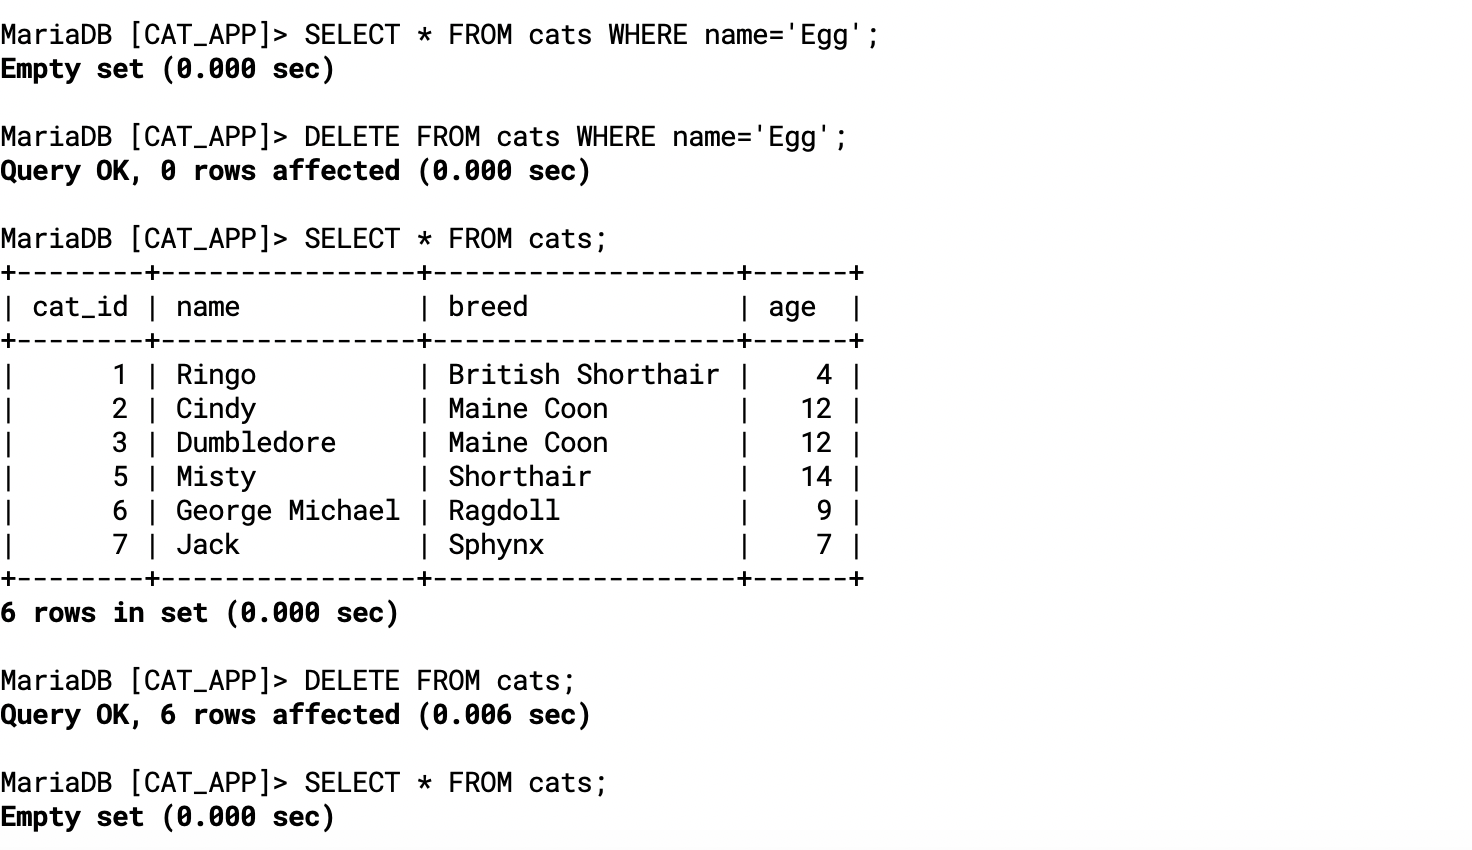 MariaDB [CAT_APP]> SELECT * FROM cats WHERE name='Egg';
Empty set (0.000 sec)

MariaDB [CAT_APP]> DELETE FROM cats WHERE name='Egg';
Query OK, 0 rows affected (0.000 sec)

MariaDB [CAT_APP]> SELECT * FROM cats;
+--------+----------------+-------------------+------+
| cat_id | name           | breed             | age  |
+--------+----------------+-------------------+------+
|      1 | Ringo          | British Shorthair |    4 |
|      2 | Cindy          | Maine Coon        |   12 |
|      3 | Dumbledore     | Maine Coon        |   12 |
|      5 | Misty          | Shorthair         |   14 |
|      6 | George Michael | Ragdoll           |    9 |
|      7 | Jack           | Sphynx            |    7 |
+--------+----------------+-------------------+------+
6 rows in set (0.000 sec)

MariaDB [CAT_APP]> DELETE FROM cats;
Query OK, 6 rows affected (0.006 sec)

MariaDB [CAT_APP]> SELECT * FROM cats;
Empty set (0.000 sec)